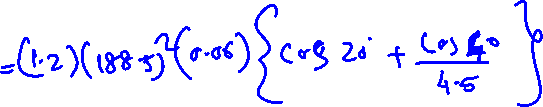 =(1.2)(188.5)²(0.06){cos 20° + cos 40°/4.5}